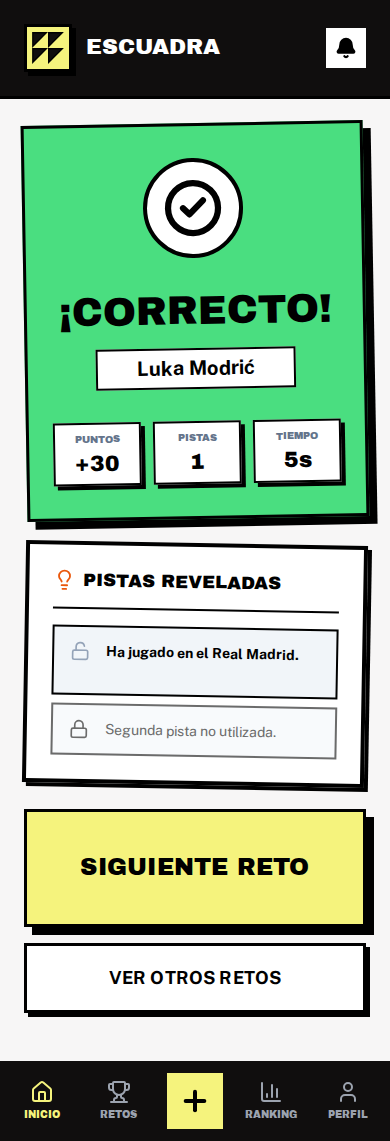 ESCUADRA
¡CORRECTO!
Luka Modrić
PUNTOS
+30
PISTAS
1
TIEMPO
5s
PISTAS REVELADAS
Ha jugado en el Real Madrid.
Segunda pista no utilizada.
SIGUIENTE RETO
VER OTROS RETOS
INICIO
RETOS
RANKING
PERFIL